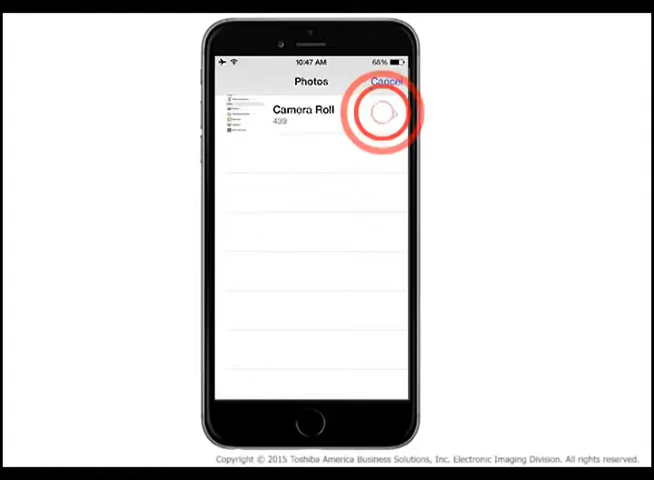 10:47 AM
68%
Photos
Cancel
Camera Roll
439
Copyright © 2015 Toshiba America Business Solutions, Inc. Electronic Imaging Division. All rights reserved.